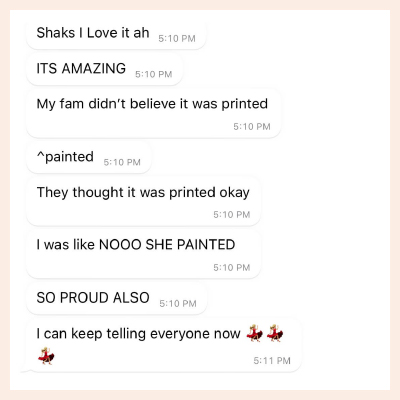 Shaks I Love it ah 5:10 PM
ITS AMAZING 5:10 PM
My fam didn’t believe it was printed
5:10 PM
^painted 5:10 PM
They thought it was printed okay
5:10 PM
I was like NOOO SHE PAINTED
5:10 PM
SO PROUD ALSO 5:10 PM
I can keep telling everyone now 💃💃
💃 5:11 PM